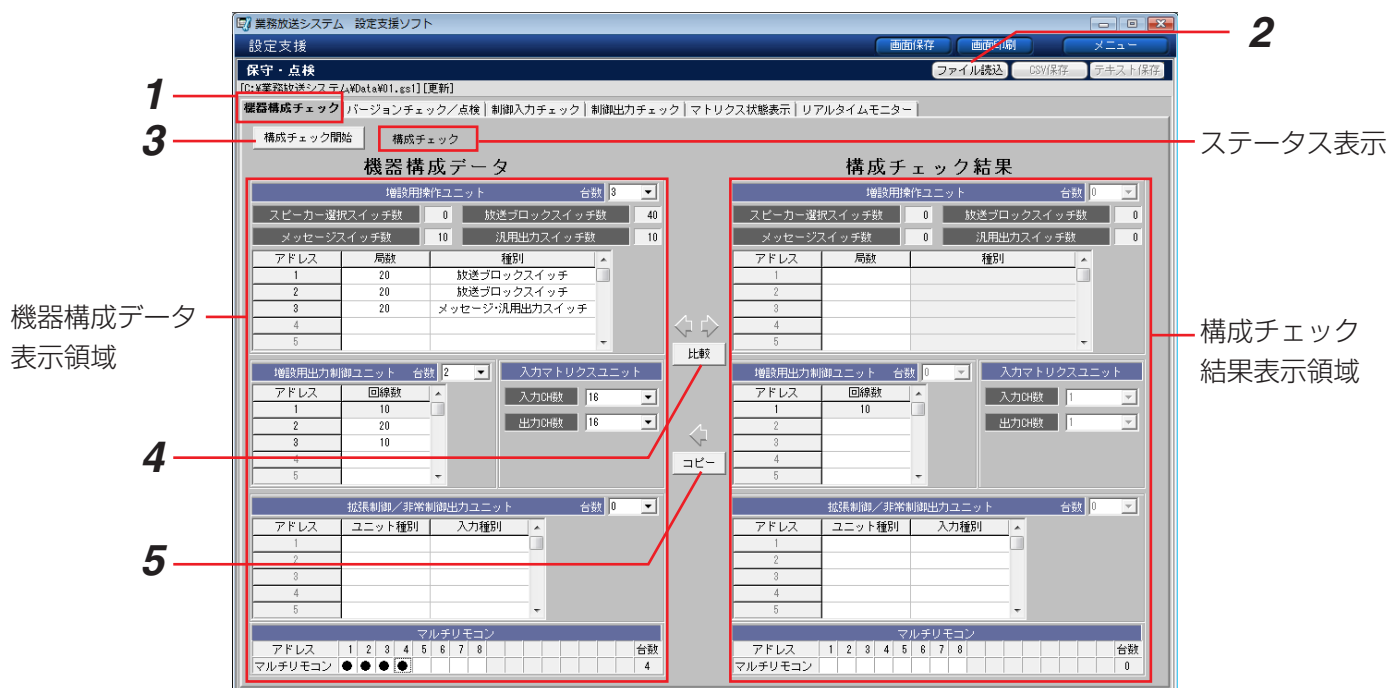 業務放送システム 設定支援ソフト
設定支援
画面保存
画面印刷
メニュー
2
保守・点検
ファイル読込
CSV保存
テキスト保存
[C:¥業務放送システム¥Data¥01.gs1][更新]
1
機器構成チェック
バージョンチェック／点検
制御入力チェック
制御出力チェック
マトリクス状態表示
リアルタイムモニター
3
構成チェック開始
構成チェック
ステータス表示
機器構成データ
増設用操作ユニット 台数 3
スピーカー選択スイッチ数 0 放送ブロックスイッチ数 40
メッセージスイッチ数 10 汎用出力スイッチ数 10
アドレス 局数 種別
1 20 放送ブロックスイッチ
2 20 放送ブロックスイッチ
3 20 メッセージ・汎用出力スイッチ
4
5
機器構成データ
表示領域
増設用出力制御ユニット 台数 2
アドレス 回線数
1 10
2 20
3 10
4
5
入力マトリクスユニット
入力CH数 16
出力CH数 16
拡張制御／非常制御出力ユニット 台数 0
アドレス ユニット種別 入力種別
1
2
3
4
5
マルチリモコン
アドレス 1 2 3 4 5 6 7 8 台数
マルチリモコン ● ● ● ● 4
比較
4
コピー
5
構成チェック結果
増設用操作ユニット 台数 0
スピーカー選択スイッチ数 0 放送ブロックスイッチ数 0
メッセージスイッチ数 0 汎用出力スイッチ数 0
アドレス 局数 種別
1
2
3
4
5
構成チェック
結果表示領域
増設用出力制御ユニット 台数 0
アドレス 回線数
1 10
2
3
4
5
入力マトリクスユニット
入力CH数 1
出力CH数 1
拡張制御／非常制御出力ユニット 台数 0
アドレス ユニット種別 入力種別
1
2
3
4
5
マルチリモコン
アドレス 1 2 3 4 5 6 7 8 台数
マルチリモコン 0